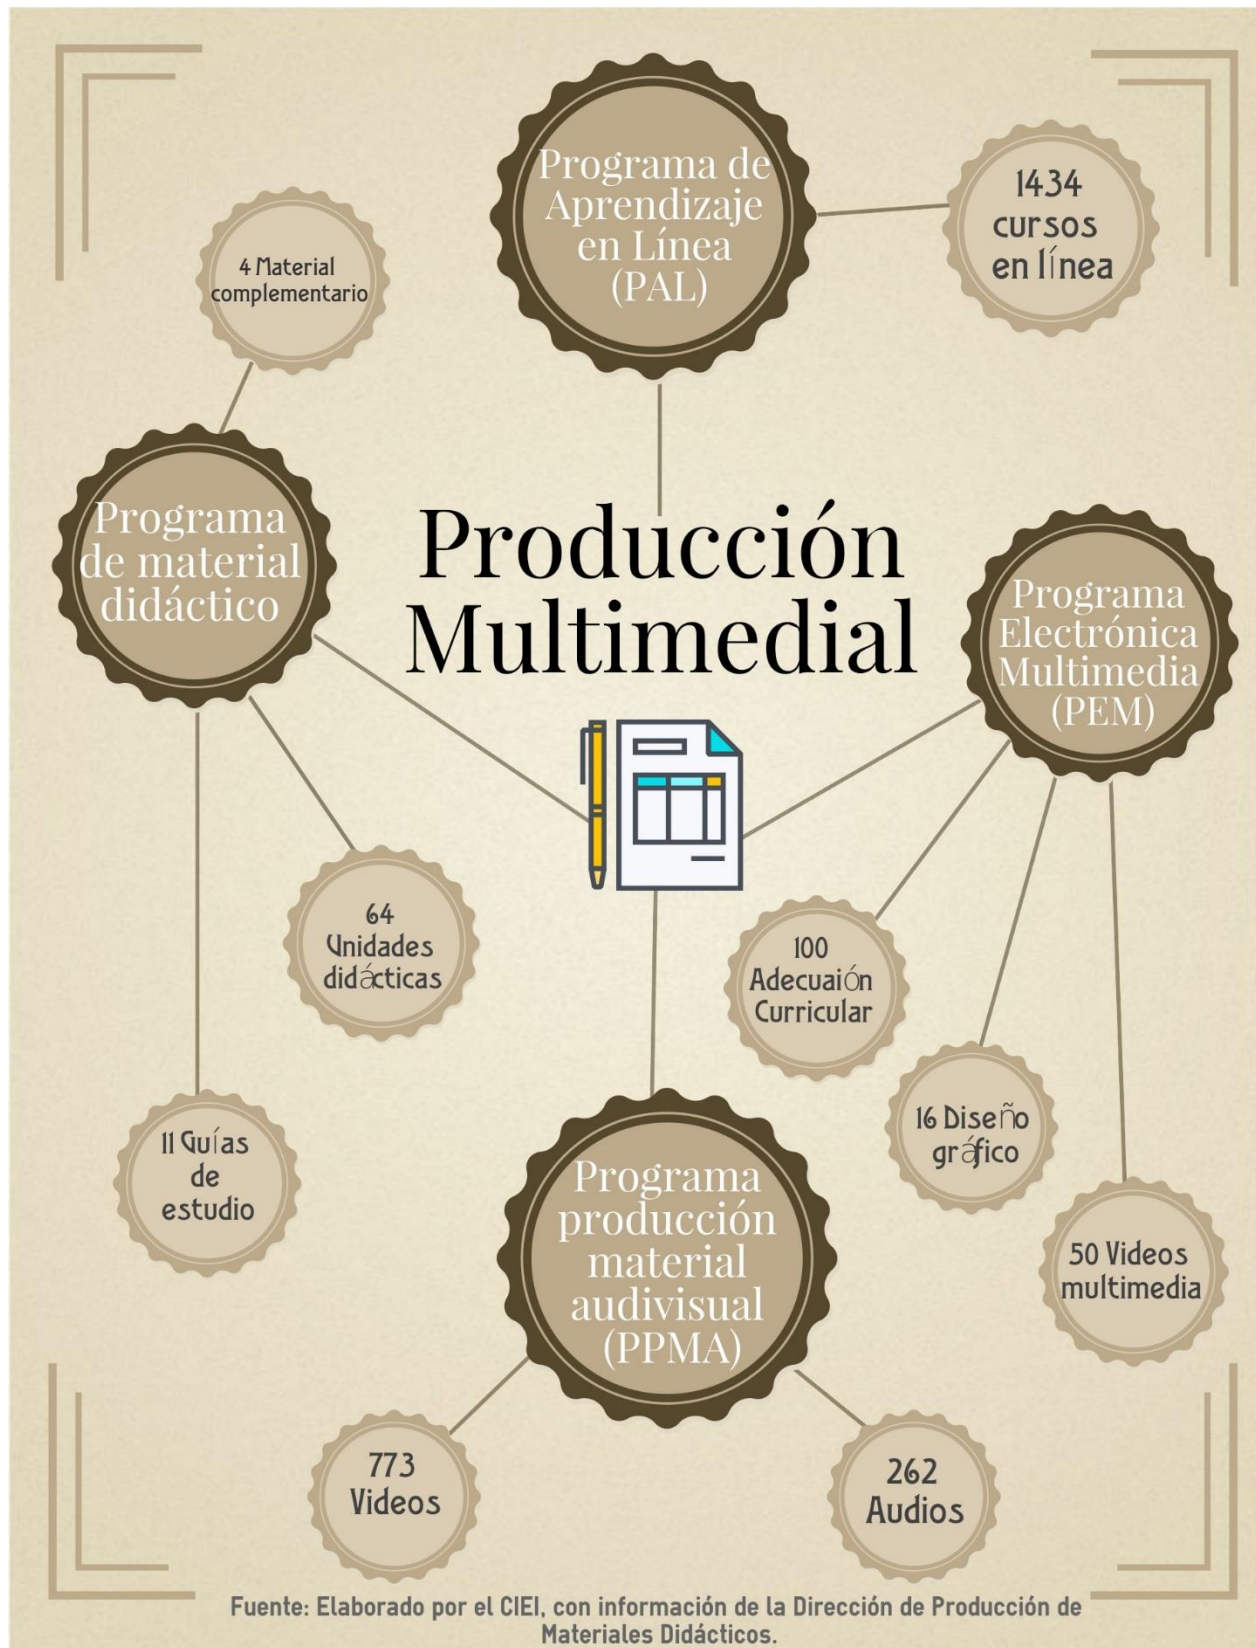 Programa de
Aprendizaje
en Línea
(PAL)
1434
cursos
en línea
4 Material
complementario
Programa
de material
didáctico
Producción
Multimedial
Programa
Electrónica
Multimedia
(PEM)
64
Unidades
didácticas
100
Adecuaión
Curricular
11 Guías
de
estudio
16 Diseño
gráfico
Programa
producción
material
audivisual
(PPMA)
50 Videos
multimedia
773
Videos
262
Audios
Fuente: Elaborado por el CIEI, con información de la Dirección de Producción de
Materiales Didácticos.